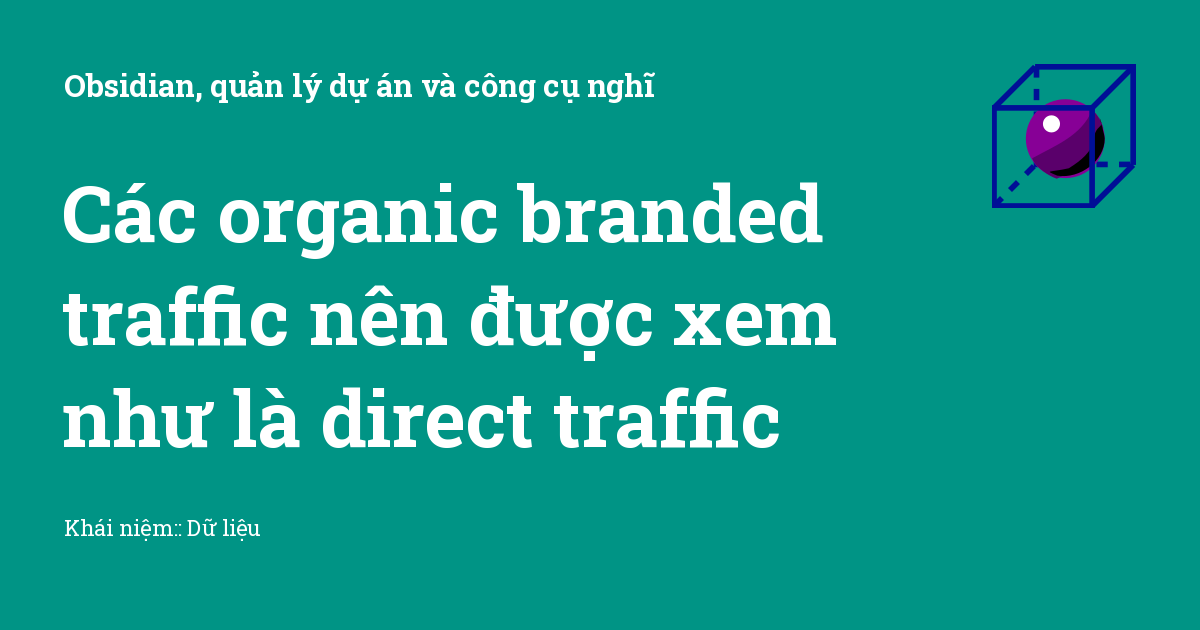 Obsidian, quản lý dự án và công cụ nghĩ
Các organic branded
traffic nên được xem
như là direct traffic
Khái niệm:: Dữ liệu